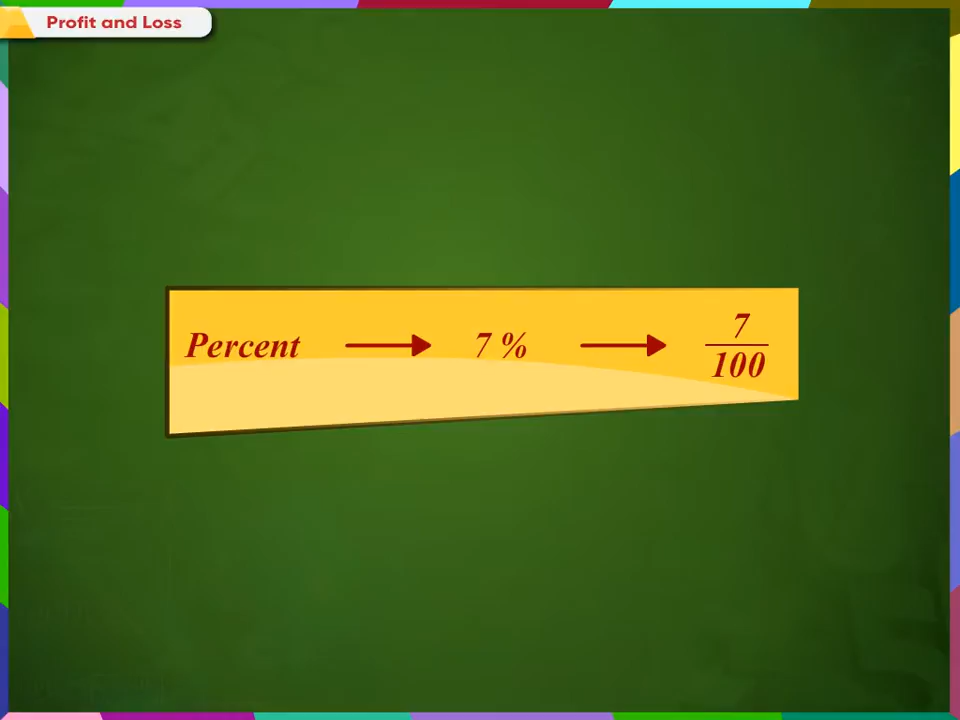 Profit and Loss
Percent → 7 % → 7/100